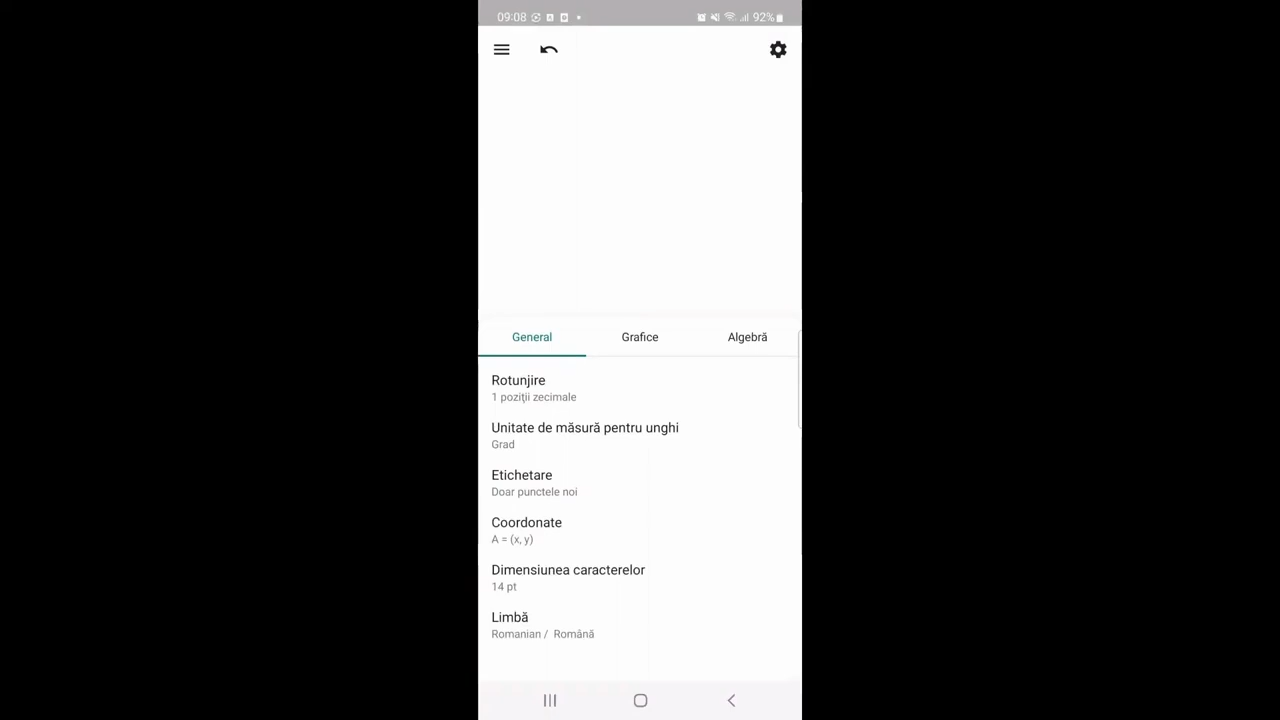 09:08 92%
General Grafice Algebră
Rotunjire
1 poziţii zecimale
Unitate de măsură pentru unghi
Grad
Etichetare
Doar punctele noi
Coordonate
A = (x, y)
Dimensiunea caracterelor
14 pt
Limbă
Romanian / Română